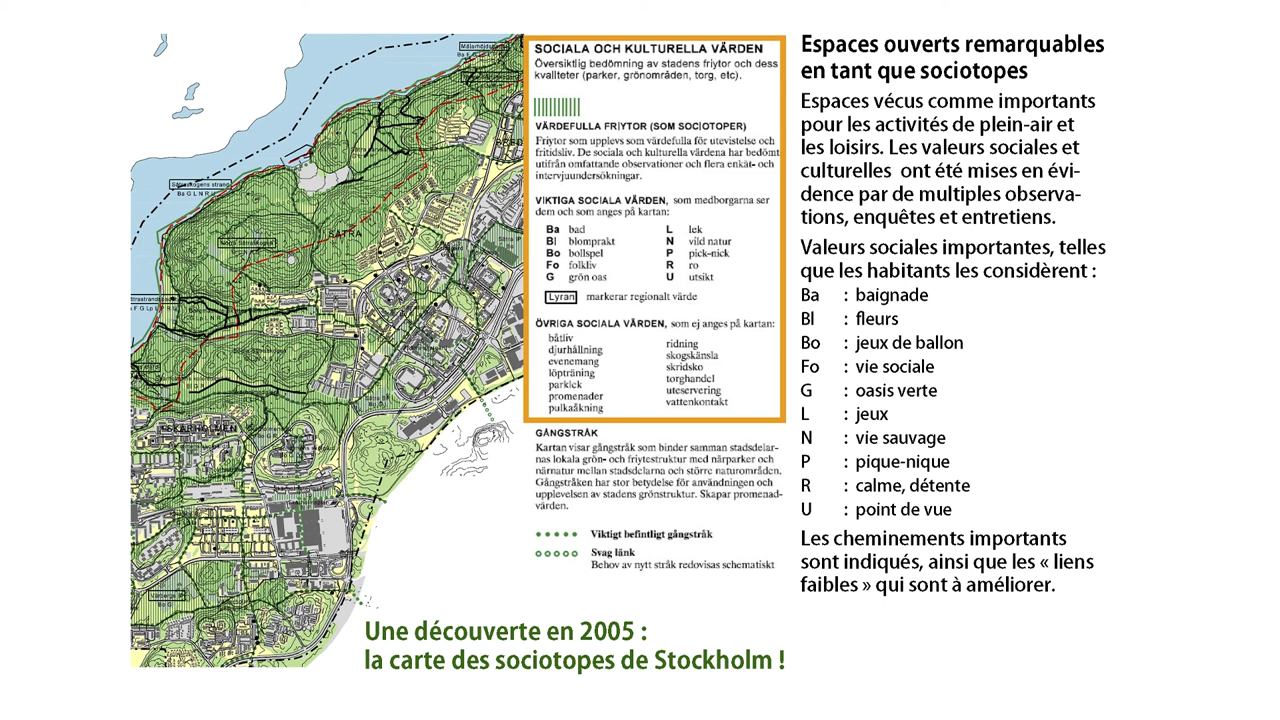 SÄTRA
SKÄRHOLMEN
SOCIALA OCH KULTURELLA VÄRDEN
Översiktlig bedömning av stadens friytor och dess
kvaliteter (parker, grönområden, torg, etc).
VÄRDEFULLA FRIYTOR (SOM SOCIOTOPER)
Friytor som upplevs som värdefulla för utevistelse och
fritidsliv. De sociala och kulturella värdena har bedömt
utifrån omfattande observationer och flera enkät- och
intervjuundersökningar.
VIKTIGA SOCIALA VÄRDEN, som medborgarna ser
dem och som anges på kartan:
Ba bad
Bl blomprakt
Bo bollspel
Fo folkliv
G grön oas
L lek
N vild natur
P pick-nick
R ro
U utsikt
Lyran markerar regionalt värde
ÖVRIGA SOCIALA VÄRDEN, som ej anges på kartan:
båtliv
djurhållning
evenemang
löpträning
parklek
promenader
pulkaåkning
ridning
skogskänsla
skridsko
torghandel
uteservering
vattenkontakt
GÅNGSTRÅK
Kartan visar gångstråk som binder samman stadsdelar-
nas lokala grön- och friytestruktur med närparker och
närnatur mellan stadsdelarna och större naturområden.
Gångstråken har stor betydelse för användningen och
upplevelsen av stadens grönstruktur. Skapar promenad-
värden.
Viktigt befintligt gångstråk
Svag länk
Behov av nytt stråk redovisas schematiskt
Une découverte en 2005 :
la carte des sociotopes de Stockholm !
Espaces ouverts remarquables
en tant que sociotopes
Espaces vécus comme importants
pour les activités de plein-air et
les loisirs. Les valeurs sociales et
culturelles ont été mises en évi-
dence par de multiples observa-
tions, enquêtes et entretiens.
Valeurs sociales importantes, telles
que les habitants les considèrent :
Ba : baignade
Bl : fleurs
Bo : jeux de ballon
Fo : vie sociale
G : oasis verte
L : jeux
N : vie sauvage
P : pique-nique
R : calme, détente
U : point de vue
Les cheminements importants
sont indiqués, ainsi que les « liens
faibles » qui sont à améliorer.